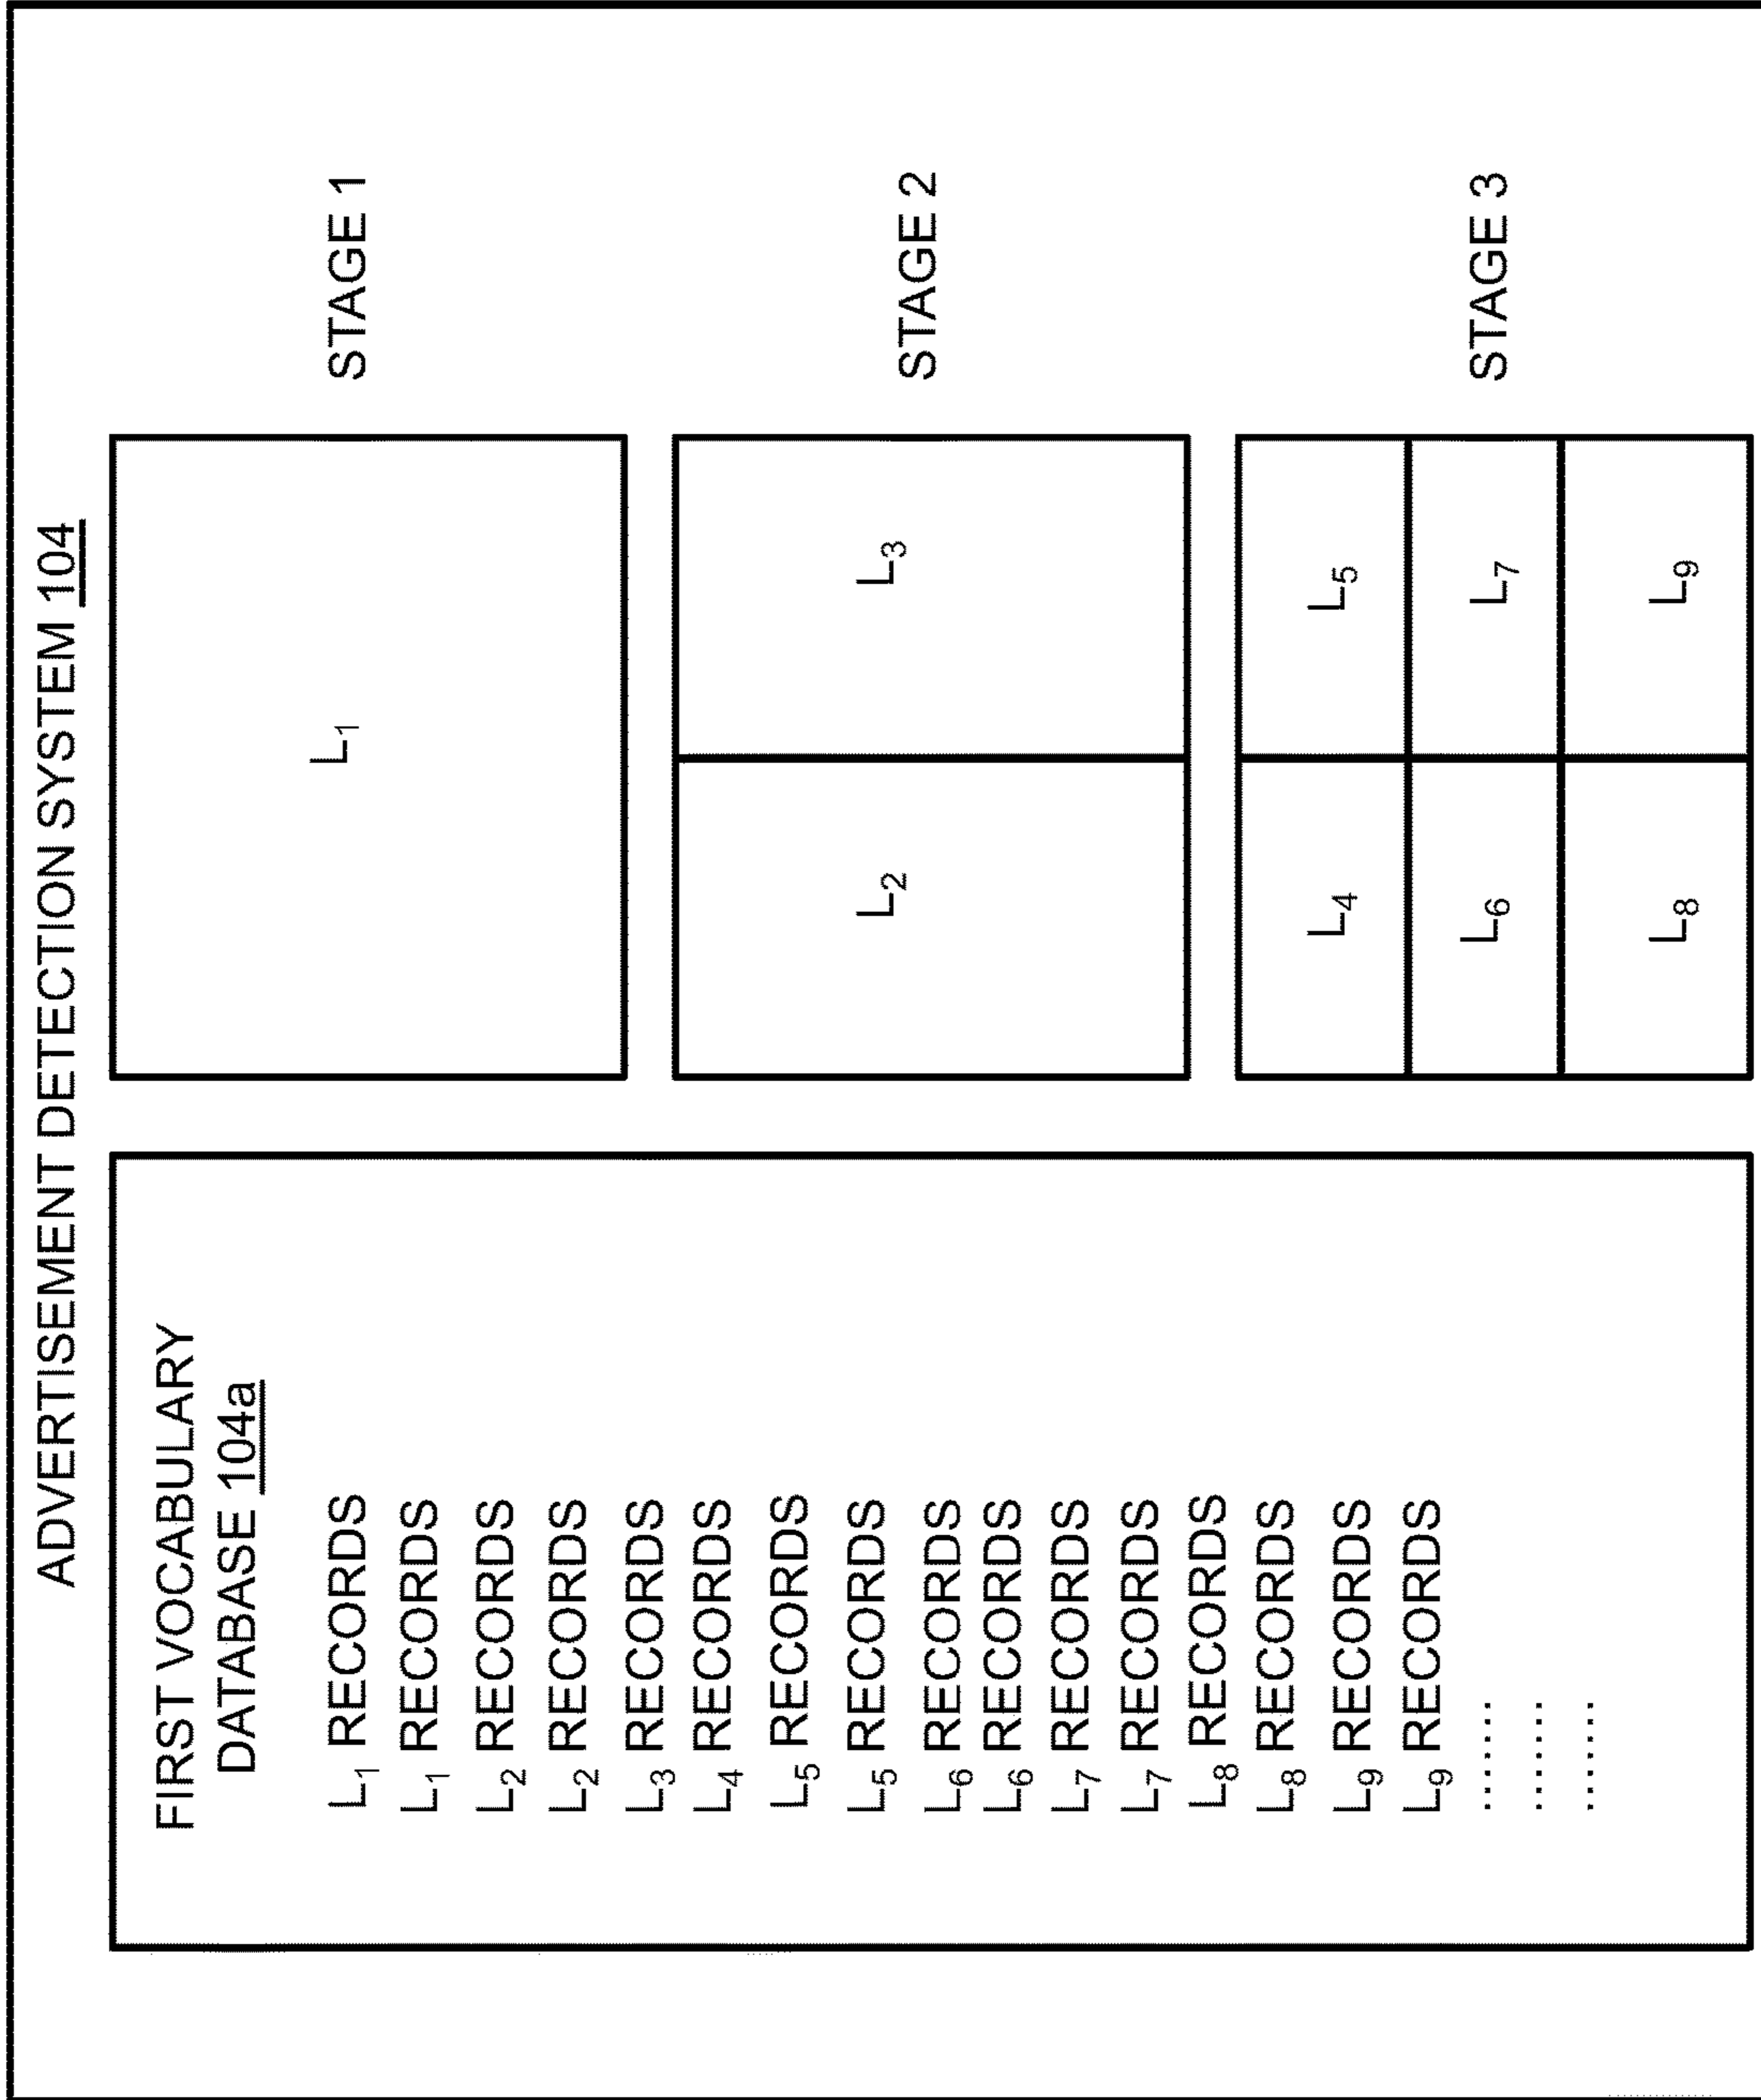 ADVERTISEMENT DETECTION SYSTEM 104
FIRST VOCABULARY
DATABASE 104a
L₁ RECORDS
L₁ RECORDS
L₂ RECORDS
L₂ RECORDS
L₃ RECORDS
L₄ RECORDS
L₅ RECORDS
L₅ RECORDS
L₆ RECORDS
L₆ RECORDS
L₇ RECORDS
L₇ RECORDS
L₈ RECORDS
L₈ RECORDS
L₉ RECORDS
L₉ RECORDS
......
......
......
L₁
STAGE 1
L₂ L₃
STAGE 2
L₄ L₅
L₆ L₇
L₈ L₉
STAGE 3